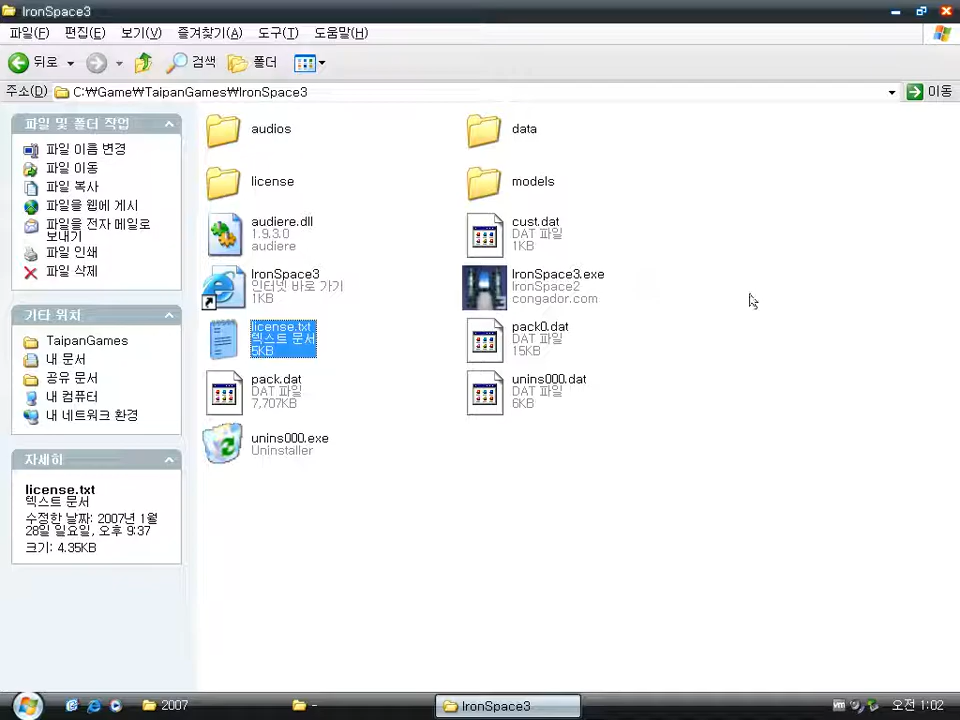 IronSpace3
파일(F) 편집(E) 보기(V) 즐겨찾기(A) 도구(T) 도움말(H)
뒤로 검색 폴더
주소(D) C:₩Game₩TaipanGames₩IronSpace3 이동
파일 및 폴더 작업
파일 이름 변경
파일 이동
파일 복사
파일을 웹에 게시
파일을 전자 메일로
보내기
파일 인쇄
파일 삭제
기타 위치
TaipanGames
내 문서
공유 문서
내 컴퓨터
내 네트워크 환경
자세히
license.txt
텍스트 문서
수정한 날짜: 2007년 1월
28일 일요일, 오후 9:37
크기: 4.35KB
audios
data
license
models
audiere.dll
1.9.3.0
audiere
cust.dat
DAT 파일
1KB
IronSpace3
인터넷 바로 가기
1KB
IronSpace3.exe
IronSpace2
congador.com
license.txt
텍스트 문서
5KB
pack0.dat
DAT 파일
15KB
pack.dat
DAT 파일
7,707KB
unins000.dat
DAT 파일
6KB
unins000.exe
Uninstaller
2007
-
IronSpace3
오전 1:02